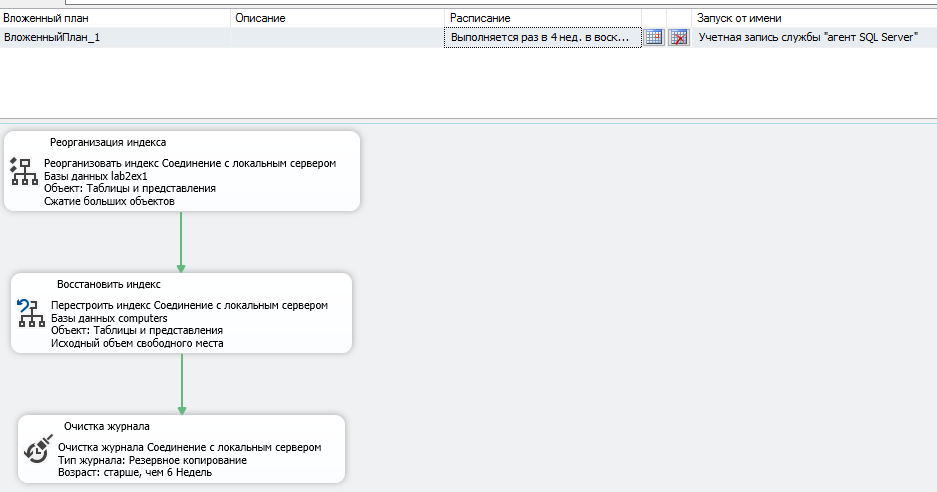 Вложенный план Описание Расписание Запуск от имени
ВложенныйПлан_1 Выполняется раз в 4 нед. в воск... Учетная запись службы "агент SQL Server"
Реорганизация индекса
Реорганизовать индекс Соединение с локальным сервером
Базы данных lab2ex1
Объект: Таблицы и представления
Сжатие больших объектов
Восстановить индекс
Перестроить индекс Соединение с локальным сервером
Базы данных computers
Объект: Таблицы и представления
Исходный объем свободного места
Очистка журнала
Очистка журнала Соединение с локальным сервером
Тип журнала: Резервное копирование
Возраст: старше, чем 6 Недель